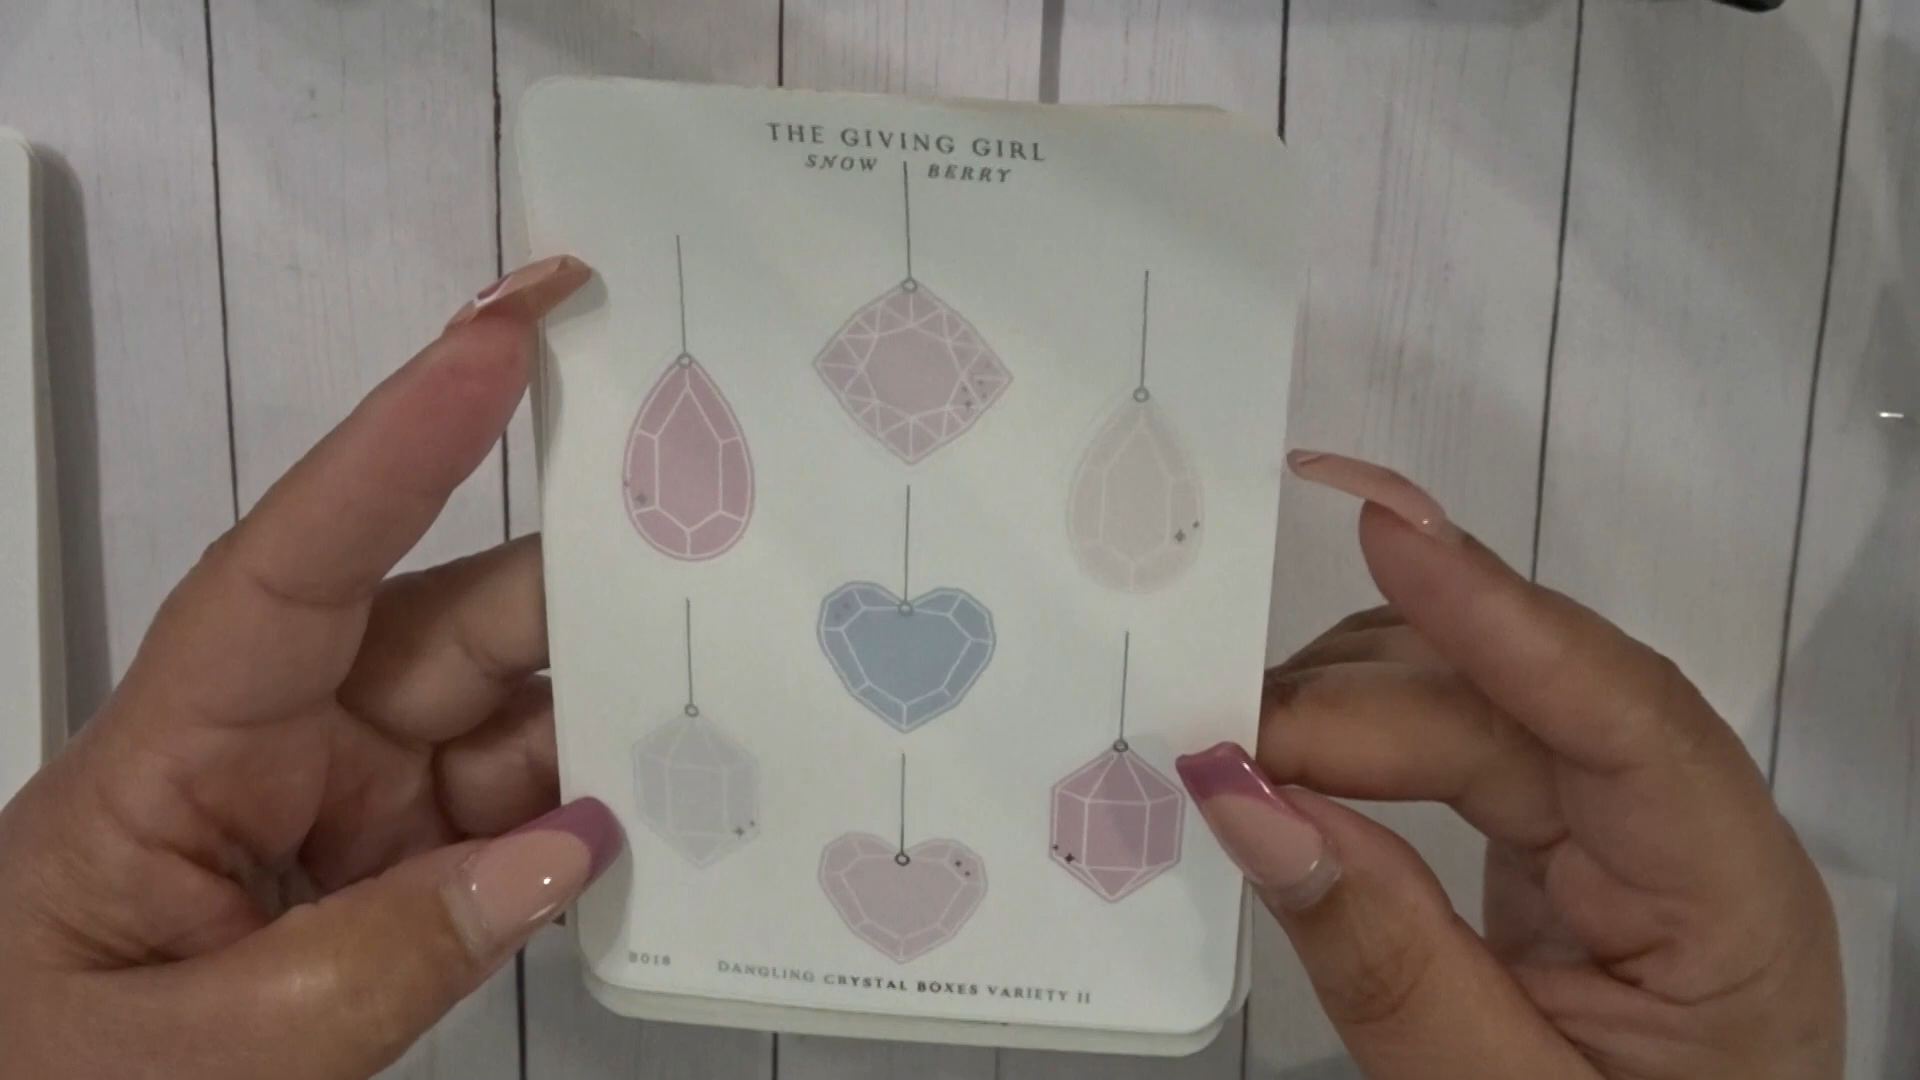 THE GIVING GIRL
SNOW BERRY
B018 DANGLING CRYSTAL BOXES VARIETY II